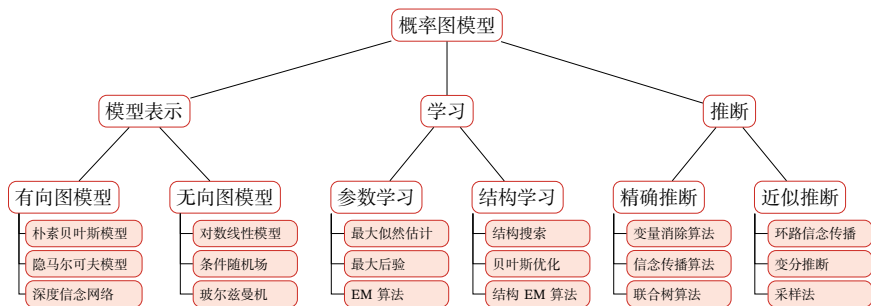 概率图模型
模型表示
学习
推断
有向图模型
无向图模型
参数学习
结构学习
精确推断
近似推断
朴素贝叶斯模型
对数线性模型
最大似然估计
结构搜索
变量消除算法
环路信念传播
隐马尔可夫模型
条件随机场
最大后验
贝叶斯优化
信念传播算法
变分推断
深度信念网络
玻尔兹曼机
EM 算法
结构 EM 算法
联合树算法
采样法